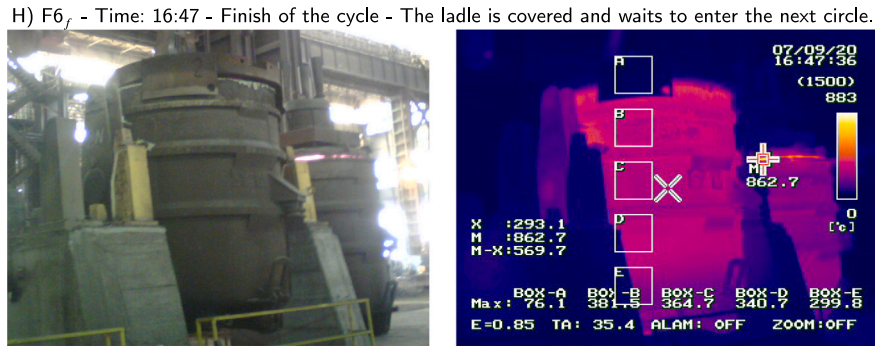 H) F6f - Time: 16:47 - Finish of the cycle - The ladle is covered and waits to enter the next circle.
07/09/20
16:47:36
(1500)
883
A
B
C
M
862.7
D
0
[°c]
X :293.1
M :862.7
M-X:569.7
E
BOX-A BOX-B BOX-C BOX-D BOX-E
Max: 76.1 381.5 364.7 340.7 299.8
E=0.85 TA: 35.4 ALAM: OFF ZOOM:OFF